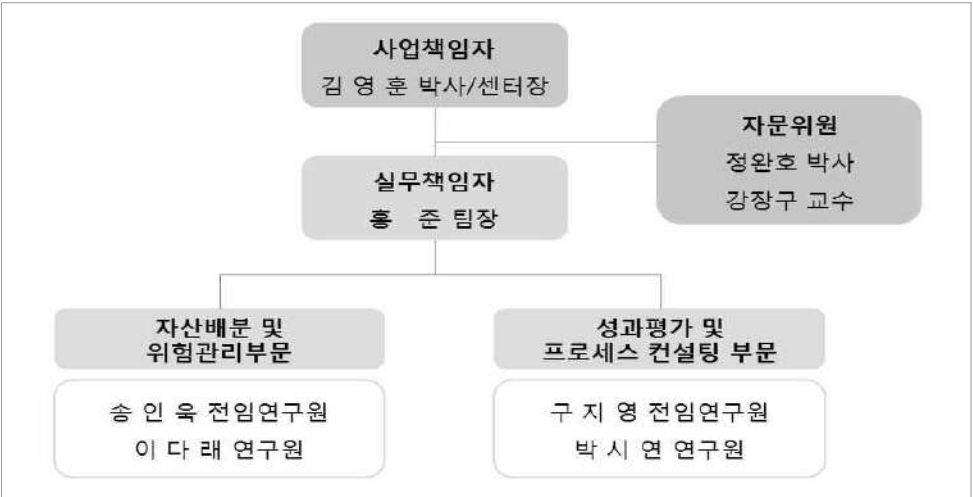 사업책임자
김 영 훈 박사/센터장
자문위원
정완호 박사
강장구 교수
실무책임자
홍 준 팀장
자산배분 및
위험관리부문
송 인 욱 전임연구원
이 다 래 연구원
성과평가 및
프로세스 컨설팅 부문
구 지 영 전임연구원
박 시 연 연구원